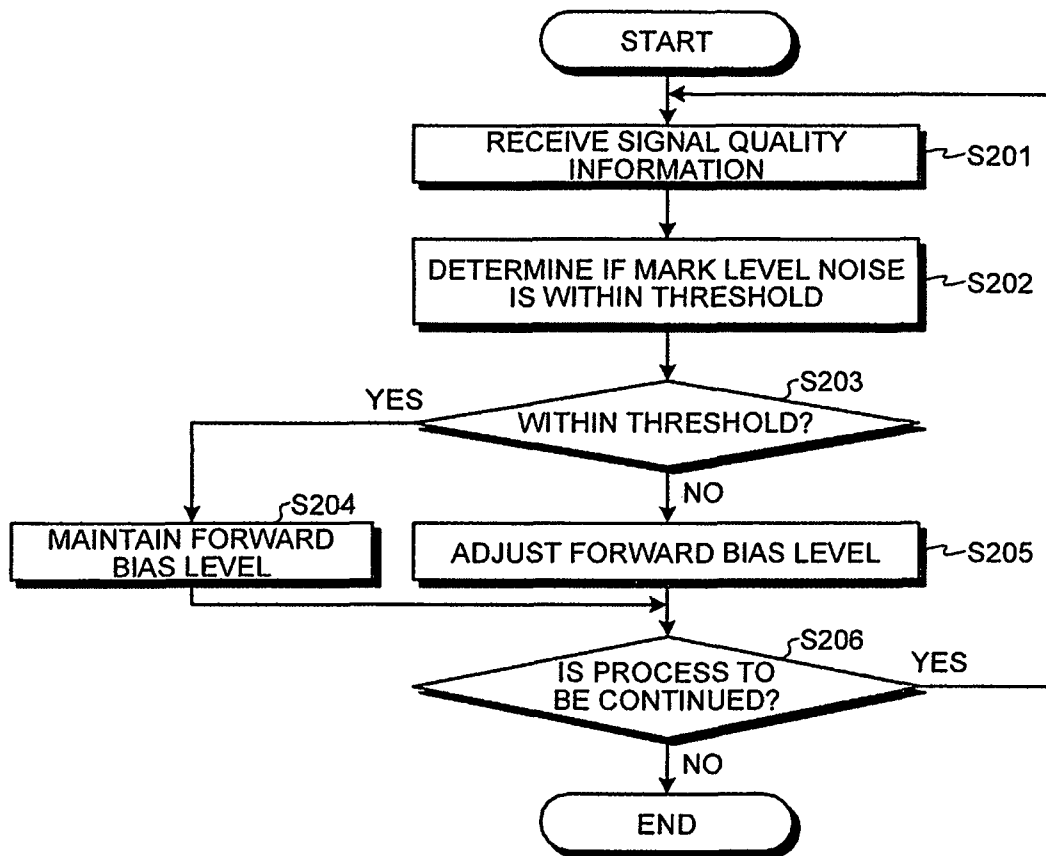 START
RECEIVE SIGNAL QUALITY
INFORMATION
S201
DETERMINE IF MARK LEVEL NOISE
IS WITHIN THRESHOLD
S202
S203
YES
WITHIN THRESHOLD?
NO
S204
MAINTAIN FORWARD
BIAS LEVEL
ADJUST FORWARD BIAS LEVEL
S205
S206
YES
IS PROCESS TO
BE CONTINUED?
NO
END